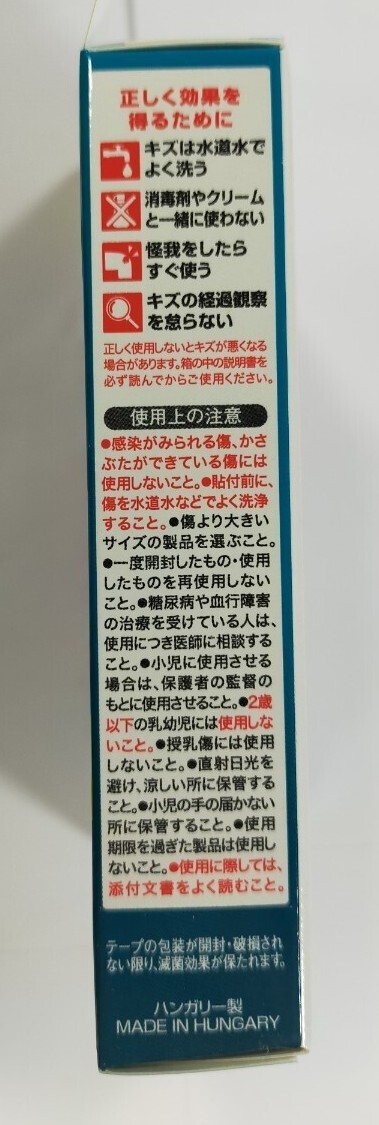 正しく効果を
得るために
キズは水道水で
よく洗う
消毒剤やクリーム
と一緒に使わない
怪我をしたら
すぐ使う
キズの経過観察
を怠らない
正しく使用しないとキズが悪くなる
場合があります。箱の中の説明書を
必ず読んでからご使用ください。
使用上の注意
●感染がみられる傷、かさ
ぶたができている傷には
使用しないこと。●貼付前に、
傷を水道水などでよく洗浄
すること。●傷より大きい
サイズの製品を選ぶこと。
●一度開封したもの・使用
したものを再使用しない
こと。●糖尿病や血行障害
の治療を受けている人は、
使用につき医師に相談する
こと。●小児に使用させる
場合は、保護者の監督の
もとに使用させること。●2歳
以下の乳幼児には使用しな
いこと。●授乳傷には使用
しないこと。●直射日光を
避け、涼しい所に保管する
こと。●小児の手の届かない
所に保管すること。●使用
期限を過ぎた製品は使用し
ないこと。●使用に際しては、
添付文書をよく読むこと。
テープの包装が開封・破損され
ない限り、滅菌効果が保たれます。
ハンガリー製
MADE IN HUNGARY